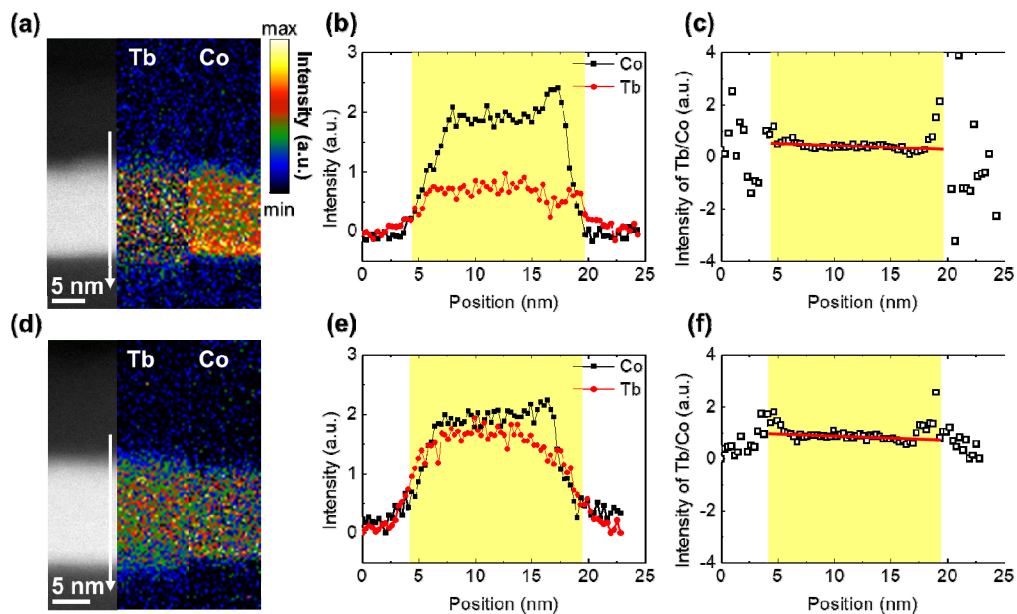 (a)
Tb
Co
max
Intensity (a.u.)
min
5 nm
(b)
3
2
1
0
Intensity (a.u.)
Co
Tb
0
5
10
15
20
25
Position (nm)
(c)
4
2
0
-2
-4
Intensity of Tb/Co (a.u.)
0
5
10
15
20
25
Position (nm)
(d)
Tb
Co
5 nm
(e)
3
2
1
0
Intensity (a.u.)
Co
Tb
0
5
10
15
20
25
Position (nm)
(f)
4
2
0
-2
-4
Intensity of Tb/Co (a.u.)
0
5
10
15
20
25
Position (nm)